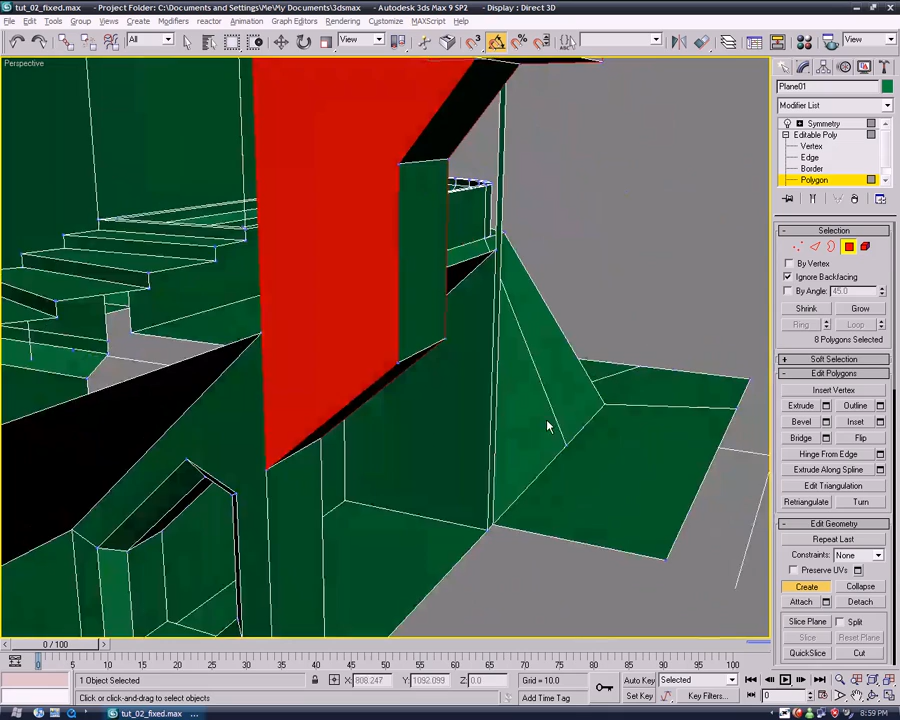 tut_02_fixed.max - Project Folder: C:\Documents and Settings\Me\My Documents\3dsmax - Autodesk 3ds Max 9 SP2 - Display : Direct 3D
File Edit Tools Group Views Create Modifiers reactor Animation Graph Editors Rendering Customize MAXScript Help
All View View
Perspective
Plane01
Modifier List
Symmetry
Editable Poly
Vertex
Edge
Border
Polygon
Selection
By Vertex
Ignore Backfacing
By Angle: 45.0
Shrink Grow
Ring Loop
8 Polygons Selected
Soft Selection
Edit Polygons
Insert Vertex
Extrude Outline
Bevel Inset
Bridge Flip
Hinge From Edge
Extrude Along Spline
Edit Triangulation
Retriangulate Turn
Edit Geometry
Repeat Last
Constraints: None
Preserve UVs
Create Collapse
Attach Detach
Slice Plane Split
Slice Reset Plane
QuickSlice Cut
0 / 100
0 5 10 15 20 25 30 35 40 45 50 55 60 65 70 75 80 85 90 95 100
1 Object Selected X: 808.247 Y: 1092.099 Z: 0.0 Grid = 10.0 Auto Key Selected
Click or click-and-drag to select objects Add Time Tag Set Key Key Filters... 0
start tut_02_fixed.max ... 8:59 PM